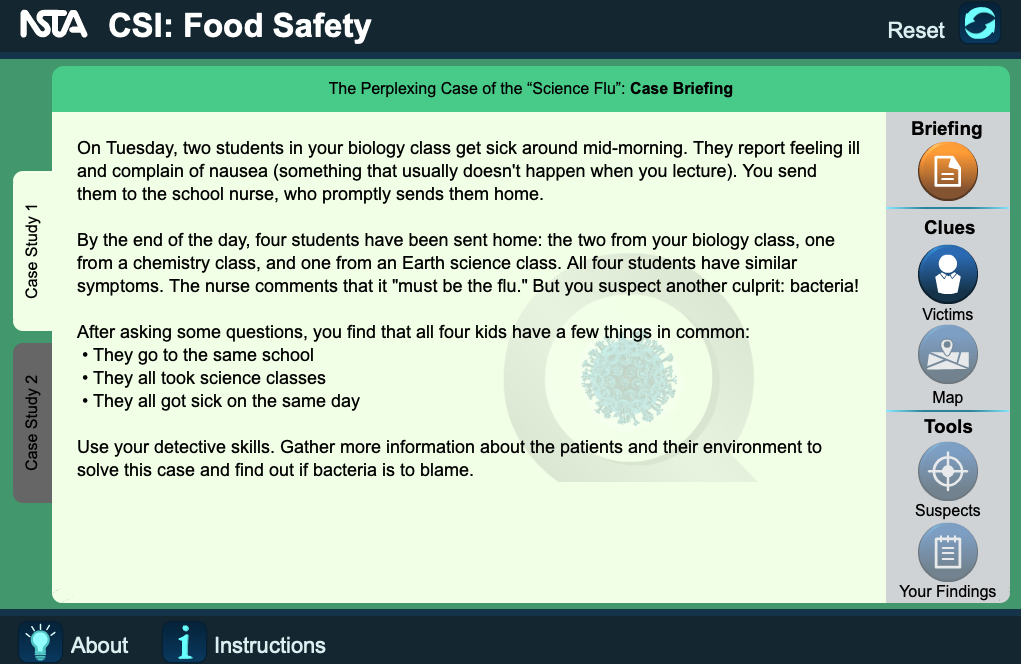 NSTA CSI: Food Safety
Reset
The Perplexing Case of the “Science Flu”: Case Briefing
Case Study 1
Case Study 2
On Tuesday, two students in your biology class get sick around mid-morning. They report feeling ill
and complain of nausea (something that usually doesn't happen when you lecture). You send
them to the school nurse, who promptly sends them home.
By the end of the day, four students have been sent home: the two from your biology class, one
from a chemistry class, and one from an Earth science class. All four students have similar
symptoms. The nurse comments that it "must be the flu." But you suspect another culprit: bacteria!
After asking some questions, you find that all four kids have a few things in common:
• They go to the same school
• They all took science classes
• They all got sick on the same day
Use your detective skills. Gather more information about the patients and their environment to
solve this case and find out if bacteria is to blame.
Briefing
Clues
Victims
Map
Tools
Suspects
Your Findings
About
Instructions